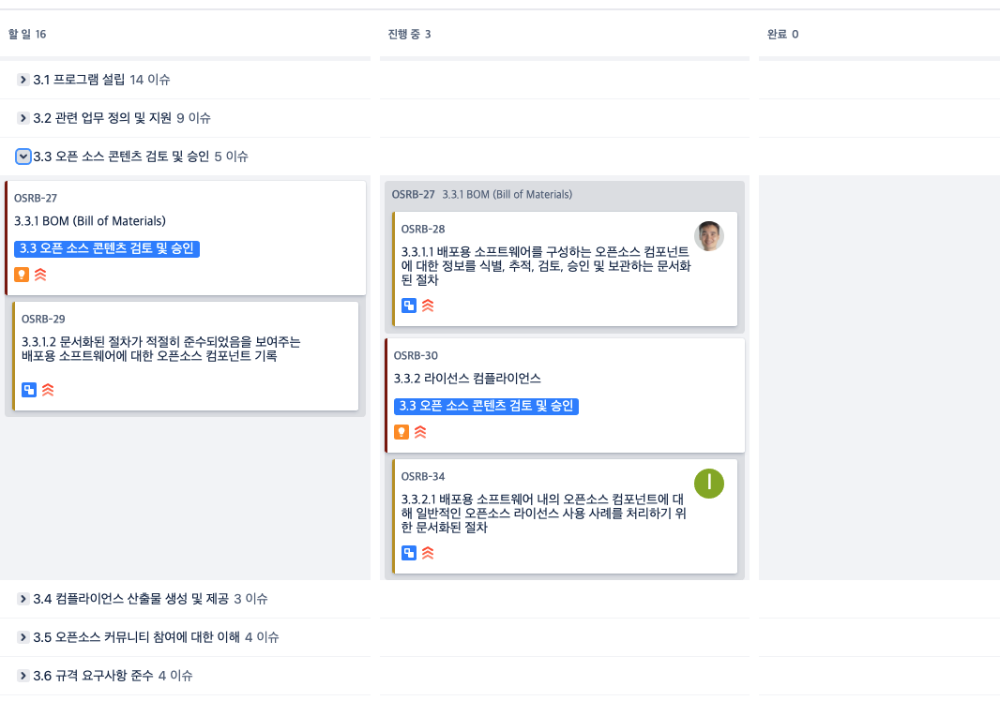 할 일 16
진행 중 3
완료 0
3.1 프로그램 설립 14 이슈
3.2 관련 업무 정의 및 지원 9 이슈
3.3 오픈 소스 콘텐츠 검토 및 승인 5 이슈
OSRB-27
3.3.1 BOM (Bill of Materials)
3.3 오픈 소스 콘텐츠 검토 및 승인
OSRB-29
3.3.1.2 문서화된 절차가 적절히 준수되었음을 보여주는
배포용 소프트웨어에 대한 오픈소스 컴포넌트 기록
OSRB-27 3.3.1 BOM (Bill of Materials)
OSRB-28
3.3.1.1 배포용 소프트웨어를 구성하는 오픈소스 컴포넌트
에 대한 정보를 식별, 추적, 검토, 승인 및 보관하는 문서화
된 절차
OSRB-30
3.3.2 라이선스 컴플라이언스
3.3 오픈 소스 콘텐츠 검토 및 승인
OSRB-34
I
3.3.2.1 배포용 소프트웨어 내의 오픈소스 컴포넌트에 대
해 일반적인 오픈소스 라이선스 사용 사례를 처리하기 위
한 문서화된 절차
3.4 컴플라이언스 산출물 생성 및 제공 3 이슈
3.5 오픈소스 커뮤니티 참여에 대한 이해 4 이슈
3.6 규격 요구사항 준수 4 이슈